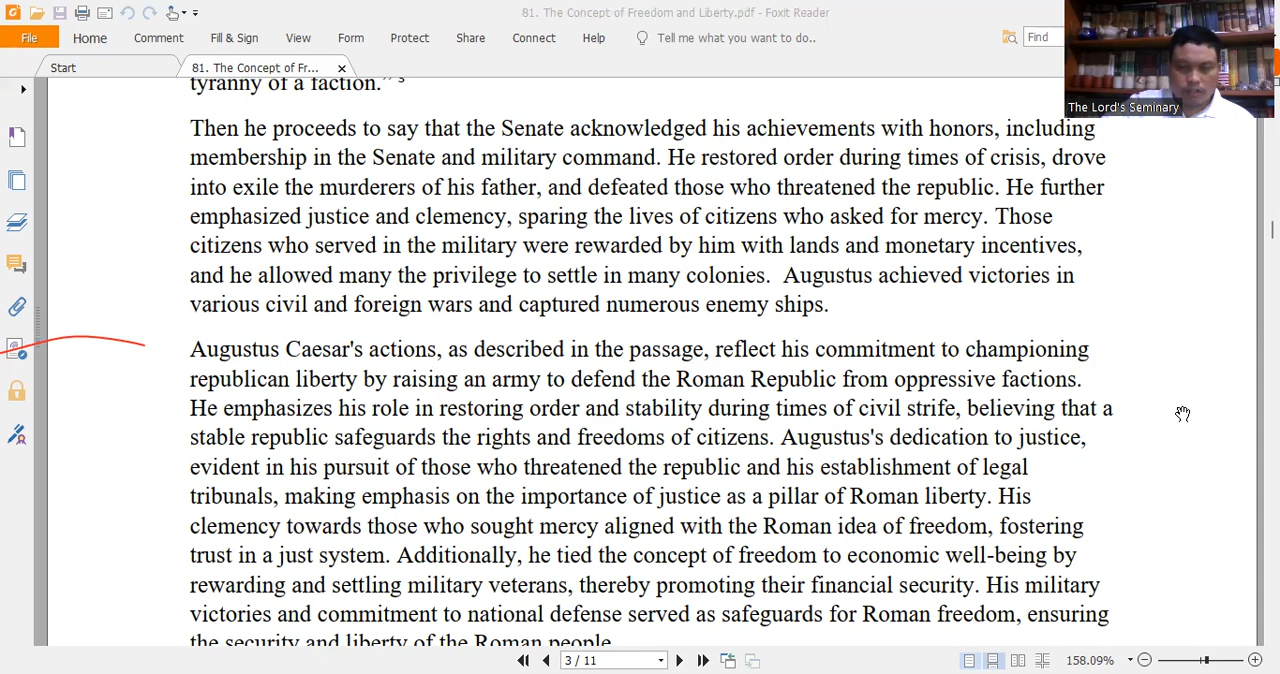 81. The Concept of Freedom and Liberty.pdf - Foxit Reader
File Home Comment Fill & Sign View Form Protect Share Connect Help Tell me what you want to do.. Find
Start 81. The Concept of Fr...
The Lord's Seminary
tyranny of a faction." 3
Then he proceeds to say that the Senate acknowledged his achievements with honors, including
membership in the Senate and military command. He restored order during times of crisis, drove
into exile the murderers of his father, and defeated those who threatened the republic. He further
emphasized justice and clemency, sparing the lives of citizens who asked for mercy. Those
citizens who served in the military were rewarded by him with lands and monetary incentives,
and he allowed many the privilege to settle in many colonies.  Augustus achieved victories in
various civil and foreign wars and captured numerous enemy ships.
Augustus Caesar's actions, as described in the passage, reflect his commitment to championing
republican liberty by raising an army to defend the Roman Republic from oppressive factions.
He emphasizes his role in restoring order and stability during times of civil strife, believing that a
stable republic safeguards the rights and freedoms of citizens. Augustus's dedication to justice,
evident in his pursuit of those who threatened the republic and his establishment of legal
tribunals, making emphasis on the importance of justice as a pillar of Roman liberty. His
clemency towards those who sought mercy aligned with the Roman idea of freedom, fostering
trust in a just system. Additionally, he tied the concept of freedom to economic well-being by
rewarding and settling military veterans, thereby promoting their financial security. His military
victories and commitment to national defense served as safeguards for Roman freedom, ensuring
the security and liberty of the Roman people.
3 / 11 158.09%